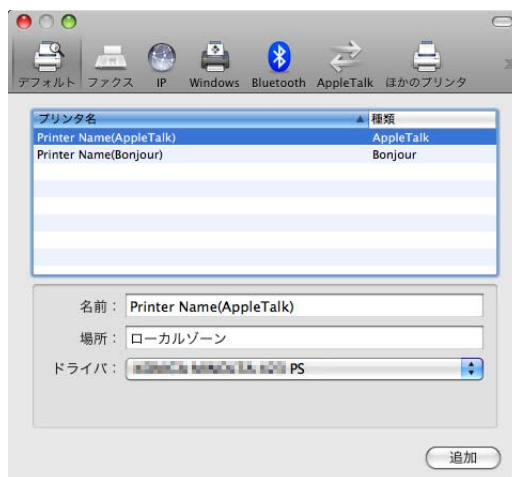 デフォルト ファクス IP Windows Bluetooth AppleTalk ほかのプリンタ
プリンタ名 種類
Printer Name(AppleTalk) AppleTalk
Printer Name(Bonjour) Bonjour
名前： Printer Name(AppleTalk)
場所： ローカルゾーン
ドライバ： PS
追加